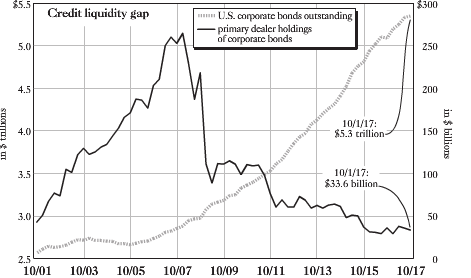 $5.5
$300
Credit liquidity gap
U.S. corporate bonds outstanding
primary dealer holdings
of corporate bonds
5.0
250
4.5
200
4.0
150
3.5
100
3.0
50
2.5
0
10/1/17:
$5.3 trillion
10/1/17:
$33.6 billion
in $ trillions
in $ billions
10/01 10/03 10/05 10/07 10/09 10/11 10/13 10/15 10/17